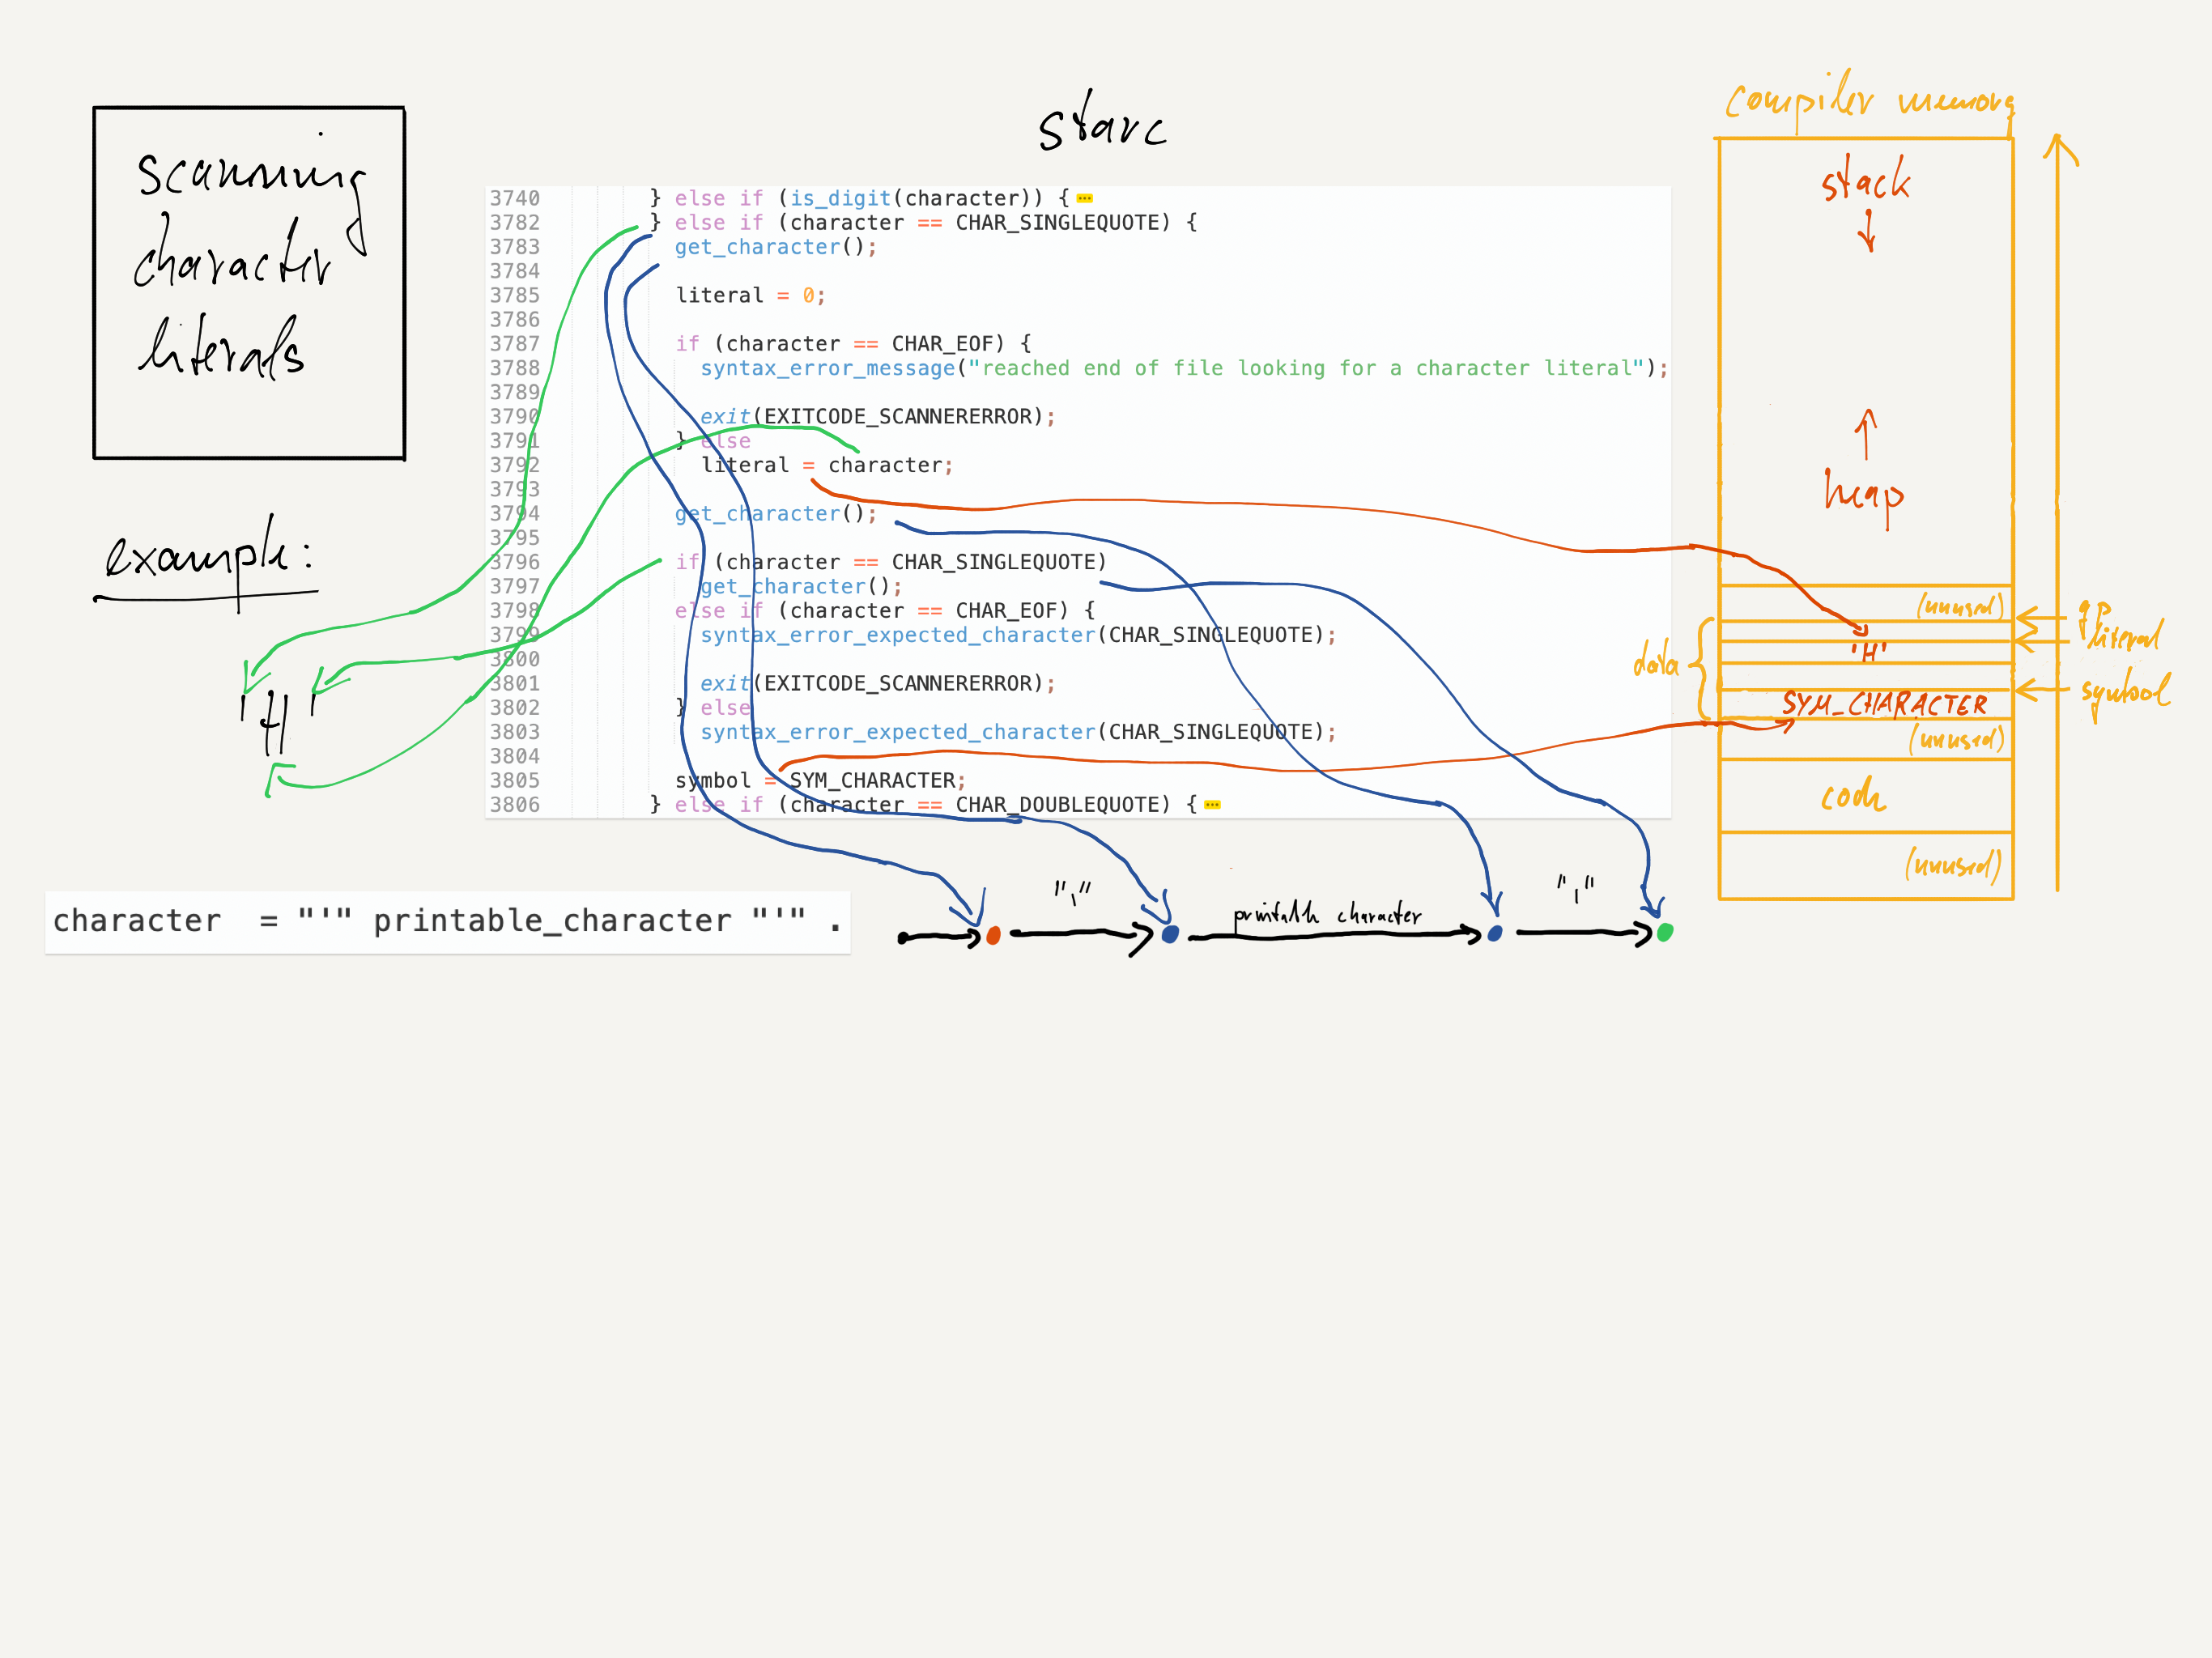 scanning
character
literals
example:
'H'
starc
3740 } else if (is_digit(character)) {
3782 } else if (character == CHAR_SINGLEQUOTE) {
3783 get_character();
3784
3785 literal = 0;
3786
3787 if (character == CHAR_EOF) {
3788 syntax_error_message("reached end of file looking for a character literal");
3789
3790 exit(EXITCODE_SCANNERERROR);
3791 } else
3792 literal = character;
3793
3794 get_character();
3795
3796 if (character == CHAR_SINGLEQUOTE)
3797 get_character();
3798 else if (character == CHAR_EOF) {
3799 syntax_error_expected_character(CHAR_SINGLEQUOTE);
3800
3801 exit(EXITCODE_SCANNERERROR);
3802 } else
3803 syntax_error_expected_character(CHAR_SINGLEQUOTE);
3804
3805 symbol = SYM_CHARACTER;
3806 } else if (character == CHAR_DOUBLEQUOTE) {
compiler memory
stack
heap
(unused)
gp
literal
'H'
data
symbol
SYM_CHARACTER
(unused)
code
(unused)
character = "'" printable_character "'" .
"'"
printable character
"'"